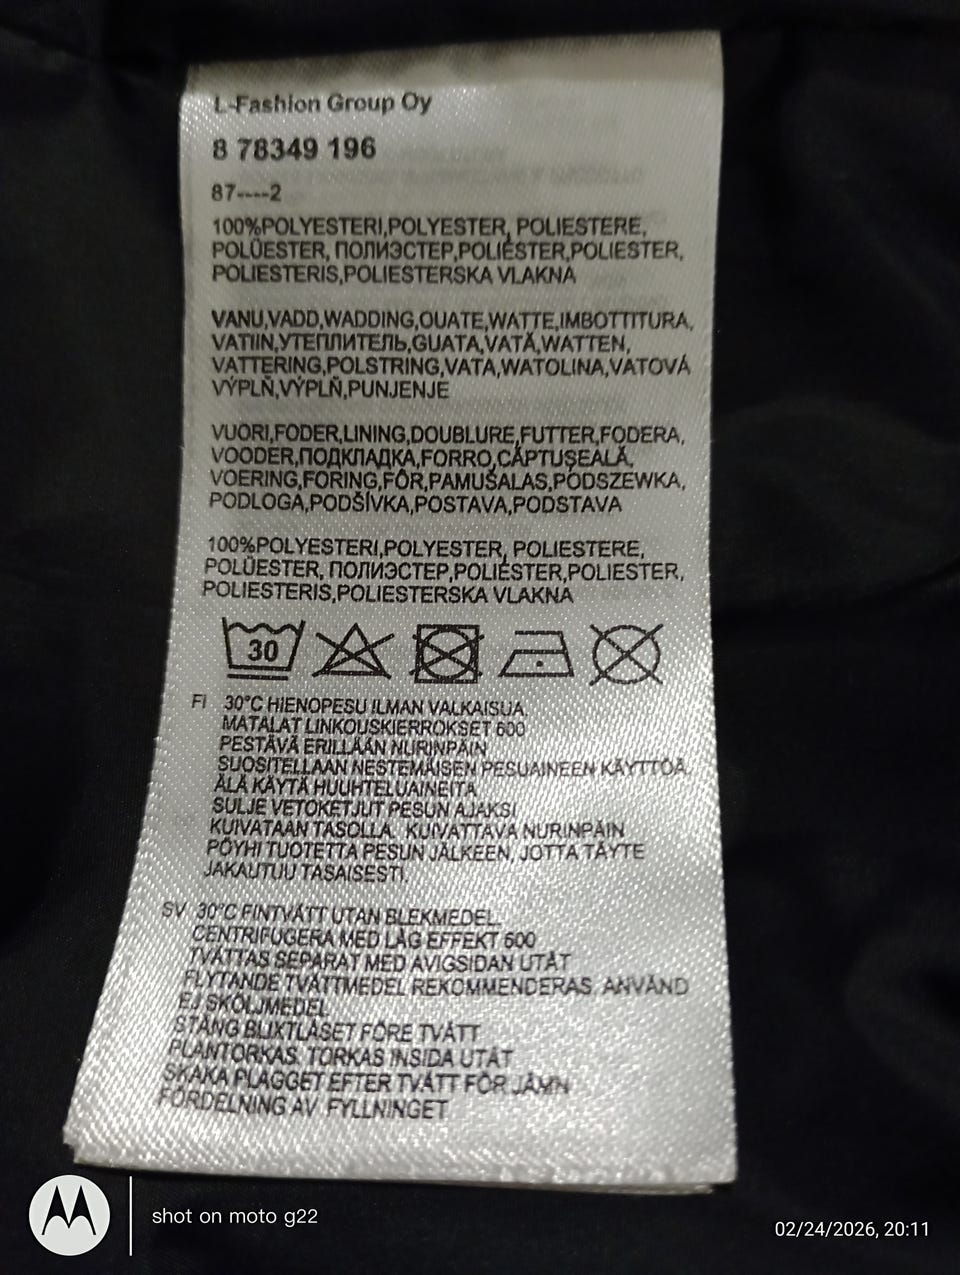 L-Fashion Group Oy
8 78349 196
87----2
100%POLYESTERI,POLYESTER, POLIESTERE,
POLÜESTER, ПОЛИЭСТЕР,POLIÉSTER,POLIESTER,
POLIESTERIS,POLIESTERSKA VLAKNA
VANU,VADD,WADDING,OUATE,WATTE,IMBOTTITURA,
VATIIN,УТЕПЛИТЕЛЬ,GUATA,VATĂ,WATTEN,
VATTERING,POLSTRING,VATA,WATOLINA,VATOVÁ
VÝPLŇ,VÝPLŇ,PUNJENJE
VUORI,FODER,LINING,DOUBLURE,FUTTER,FODERA,
VOODER,ПОДКЛАДКА,FORRO,CĂPTUŞEALĂ,
VOERING,FORING,FÔR,PAMUŠALAS,PODSZEWKA,
PODLOGA,PODŠÍVKA,POSTAVA,PODSTAVA
100%POLYESTERI,POLYESTER, POLIESTERE,
POLÜESTER, ПОЛИЭСТЕР,POLIÉSTER,POLIESTER,
POLIESTERIS,POLIESTERSKA VLAKNA
30
FI 30°C HIENOPESU ILMAN VALKAISUA
MATALAT LINKOUSKIERROKSET 600
PESTÄVÄ ERILLÄÄN NURINPÄIN
SUOSITELLAAN NESTEMÄISEN PESUAINEEN KÄYTTÖÄ.
ÄLÄ KÄYTÄ HUUHTELUAINEITA
SULJE VETOKETJUT PESUN AJAKSI
KUIVATAAN TASOLLA. KUIVATTAVA NURINPÄIN
PÖYHI TUOTETTA PESUN JÄLKEEN, JOTTA TÄYTE
JAKAUTUU TASAISESTI.
SV 30°C FINTVÄTT UTAN BLEKMEDEL
CENTRIFUGERA MED LÅG EFFEKT 600
TVÄTTAS SEPARAT MED AVIGSIDAN UTÅT
FLYTANDE TVÄTTMEDEL REKOMMENDERAS. ANVÄND
EJ SKÖLJMEDEL
STÄNG BLIXTLÅSET FÖRE TVÄTT
PLANTORKAS. TORKAS INSIDA UTÅT
SKAKA PLAGGET EFTER TVÄTT FÖR JÄMN
FÖRDELNING AV FYLLNINGET
shot on moto g22
02/24/2026, 20:11